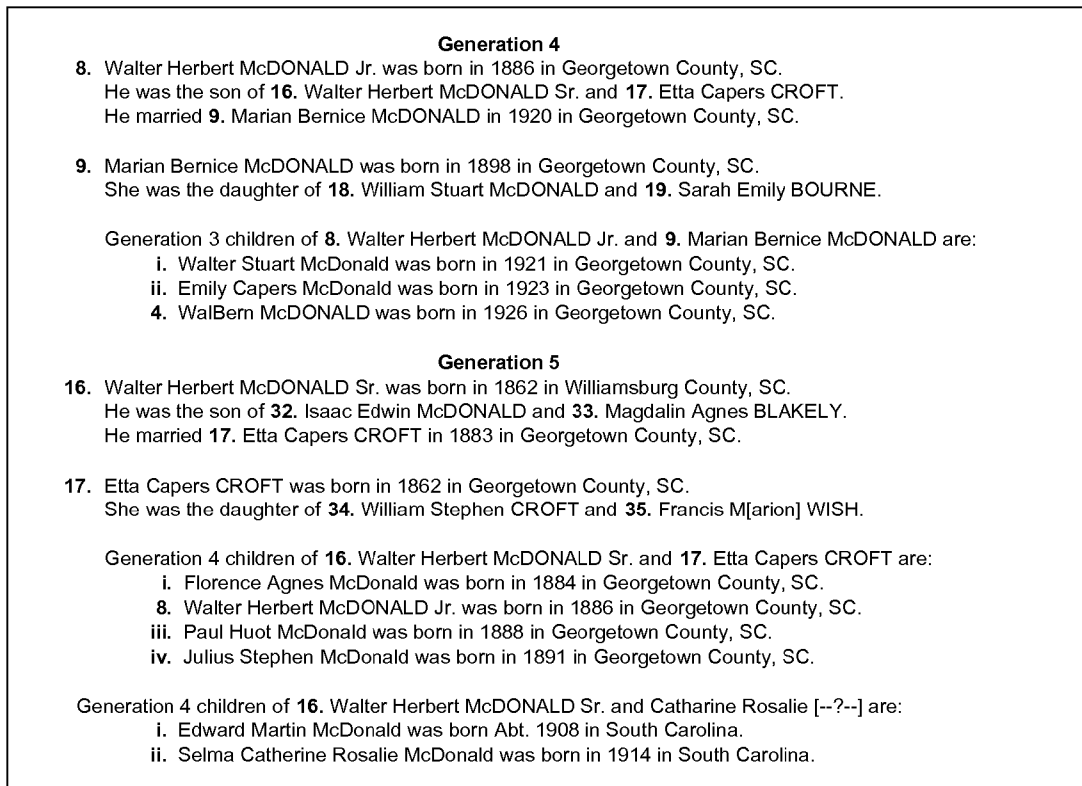 Generation 4
8. Walter Herbert McDONALD Jr. was born in 1886 in Georgetown County, SC.
He was the son of 16. Walter Herbert McDONALD Sr. and 17. Etta Capers CROFT.
He married 9. Marian Bernice McDONALD in 1920 in Georgetown County, SC.
9. Marian Bernice McDONALD was born in 1898 in Georgetown County, SC.
She was the daughter of 18. William Stuart McDONALD and 19. Sarah Emily BOURNE.
Generation 3 children of 8. Walter Herbert McDONALD Jr. and 9. Marian Bernice McDONALD are:
i. Walter Stuart McDonald was born in 1921 in Georgetown County, SC.
ii. Emily Capers McDonald was born in 1923 in Georgetown County, SC.
4. WalBern McDONALD was born in 1926 in Georgetown County, SC.
Generation 5
16. Walter Herbert McDONALD Sr. was born in 1862 in Williamsburg County, SC.
He was the son of 32. Isaac Edwin McDONALD and 33. Magdalin Agnes BLAKELY.
He married 17. Etta Capers CROFT in 1883 in Georgetown County, SC.
17. Etta Capers CROFT was born in 1862 in Georgetown County, SC.
She was the daughter of 34. William Stephen CROFT and 35. Francis M[arion] WISH.
Generation 4 children of 16. Walter Herbert McDONALD Sr. and 17. Etta Capers CROFT are:
i. Florence Agnes McDonald was born in 1884 in Georgetown County, SC.
8. Walter Herbert McDONALD Jr. was born in 1886 in Georgetown County, SC.
iii. Paul Huot McDonald was born in 1888 in Georgetown County, SC.
iv. Julius Stephen McDonald was born in 1891 in Georgetown County, SC.
Generation 4 children of 16. Walter Herbert McDONALD Sr. and Catharine Rosalie [--?--] are:
i. Edward Martin McDonald was born Abt. 1908 in South Carolina.
ii. Selma Catherine Rosalie McDonald was born in 1914 in South Carolina.